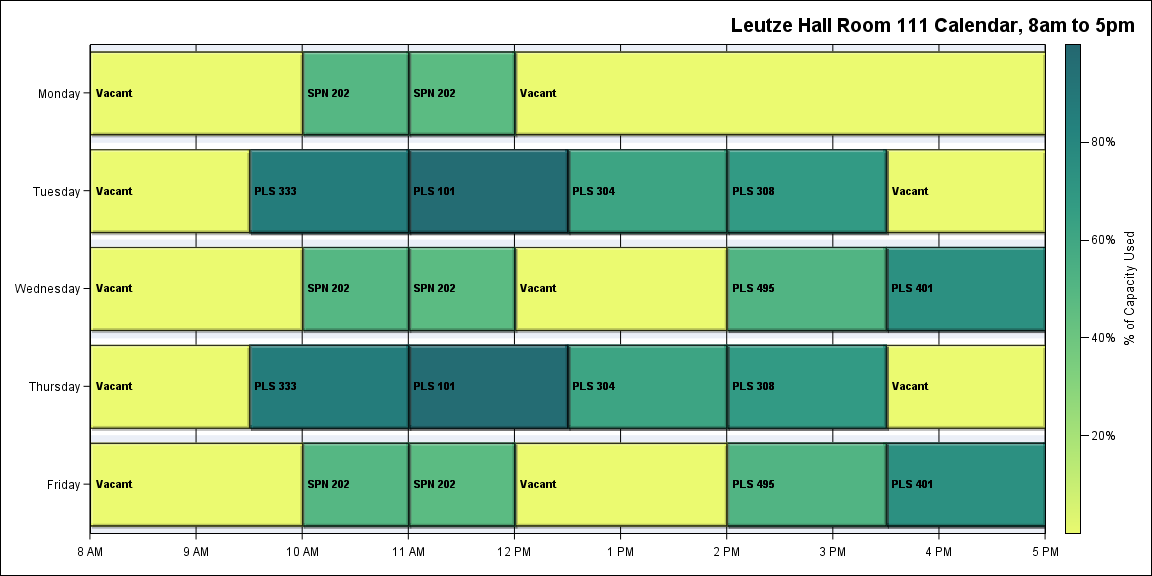 Leutze Hall Room 111 Calendar, 8am to 5pm
Monday
Vacant
SPN 202
SPN 202
Vacant
Tuesday
Vacant
PLS 333
PLS 101
PLS 304
PLS 308
Vacant
Wednesday
Vacant
SPN 202
SPN 202
Vacant
PLS 495
PLS 401
Thursday
Vacant
PLS 333
PLS 101
PLS 304
PLS 308
Vacant
Friday
Vacant
SPN 202
SPN 202
Vacant
PLS 495
PLS 401
8 AM
9 AM
10 AM
11 AM
12 PM
1 PM
2 PM
3 PM
4 PM
5 PM
80%
60%
40%
20%
% of Capacity Used